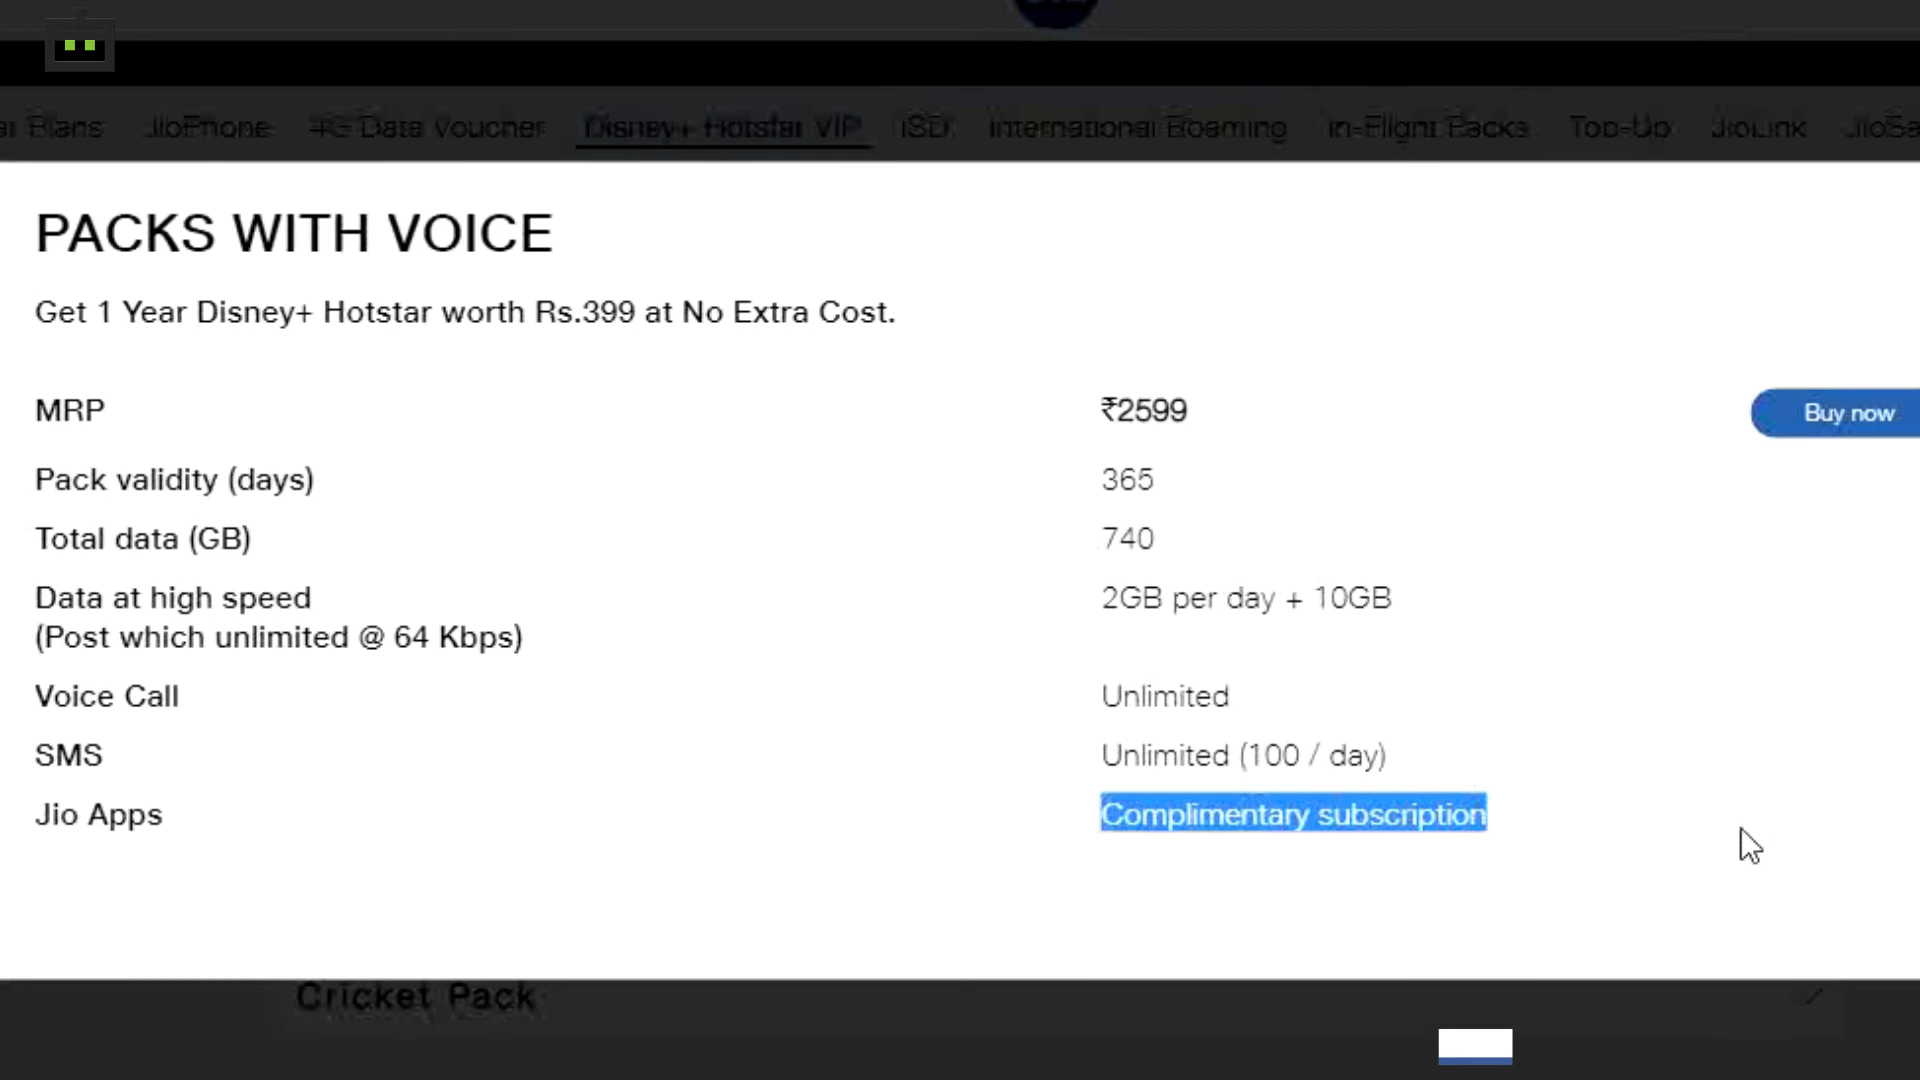 Plans JioPhone 4G Data Voucher Disney+ Hotstar VIP ISD International Roaming In-Flight Packs Top-Up JioLink
PACKS WITH VOICE
Get 1 Year Disney+ Hotstar worth Rs.399 at No Extra Cost.
MRP ₹2599 Buy now
Pack validity (days) 365
Total data (GB) 740
Data at high speed 2GB per day + 10GB
(Post which unlimited @ 64 Kbps)
Voice Call Unlimited
SMS Unlimited (100 / day)
Jio Apps Complimentary subscription
Cricket Pack